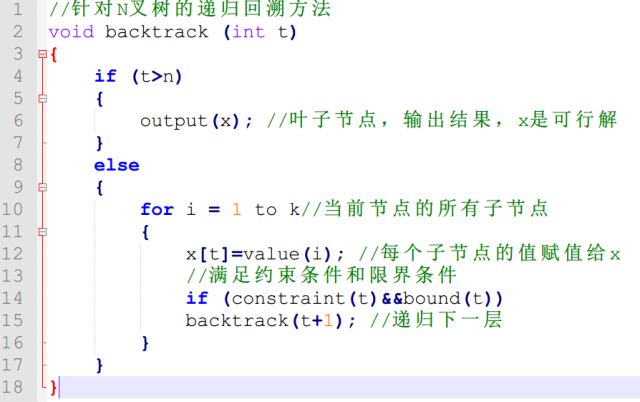 1 //针对N叉树的递归回溯方法
2 void backtrack (int t)
3 {
4 if (t>n)
5 {
6 output(x); //叶子节点，输出结果，x是可行解
7 }
8 else
9 {
10 for i = 1 to k//当前节点的所有子节点
11 {
12 x[t]=value(i); //每个子节点的值赋值给x
13 //满足约束条件和限界条件
14 if (constraint(t)&&bound(t))
15 backtrack(t+1); //递归下一层
16 }
17 }
18 }